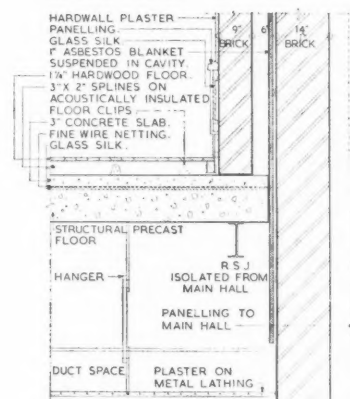 HARDWALL PLASTER
PANELLING.
GLASS SILK.
1" ASBESTOS BLANKET
SUSPENDED IN CAVITY.
1¼" HARDWOOD FLOOR.
3" X 2" SPLINES ON
ACOUSTICALLY INSULATED
FLOOR CLIPS.
3" CONCRETE SLAB.
FINE WIRE NETTING.
GLASS SILK.
9"
BRICK
6"
14"
BRICK
STRUCTURAL PRECAST
FLOOR
HANGER
R S J
ISOLATED FROM
MAIN HALL
PANELLING TO
MAIN HALL
DUCT SPACE
PLASTER ON
METAL LATHING